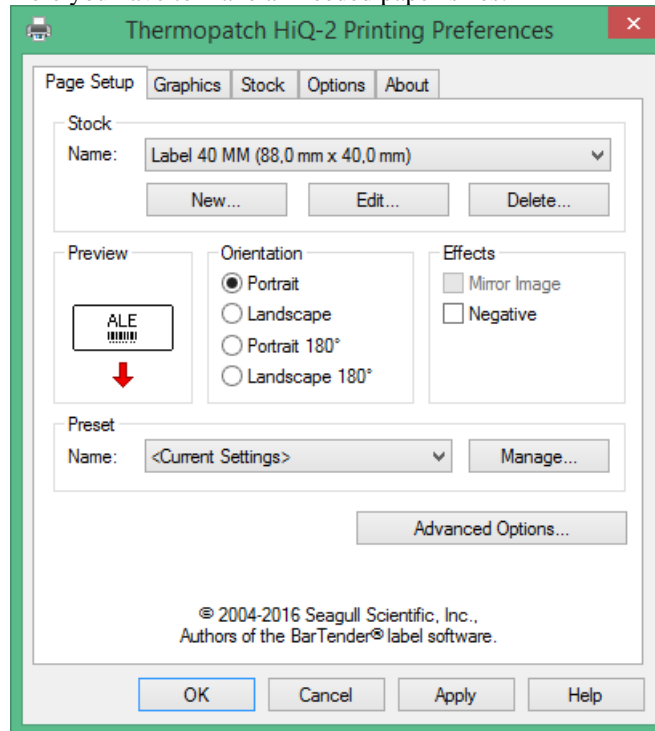 Thermopatch HiQ-2 Printing Preferences
Page Setup Graphics Stock Options About
Stock
Name: Label 40 MM (88,0 mm x 40,0 mm)
New... Edit... Delete...
Preview
ALE
Orientation
Portrait
Landscape
Portrait 180°
Landscape 180°
Effects
Mirror Image
Negative
Preset
Name: <Current Settings> Manage...
Advanced Options...
© 2004-2016 Seagull Scientific, Inc.,
Authors of the BarTender® label software.
OK Cancel Apply Help